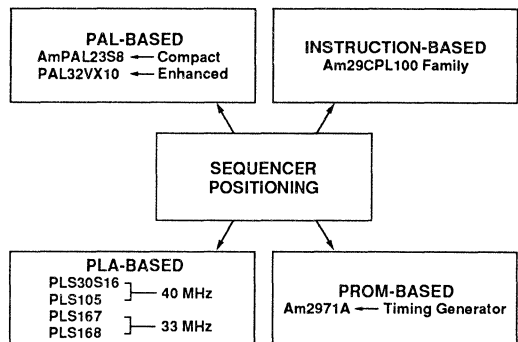 PAL-BASED
AmPAL23S8 ← Compact
PAL32VX10 ← Enhanced
INSTRUCTION-BASED
Am29CPL100 Family
SEQUENCER
POSITIONING
PLA-BASED
PLS30S16
PLS105
40 MHz
PLS167
PLS168
33 MHz
PROM-BASED
Am2971A ← Timing Generator